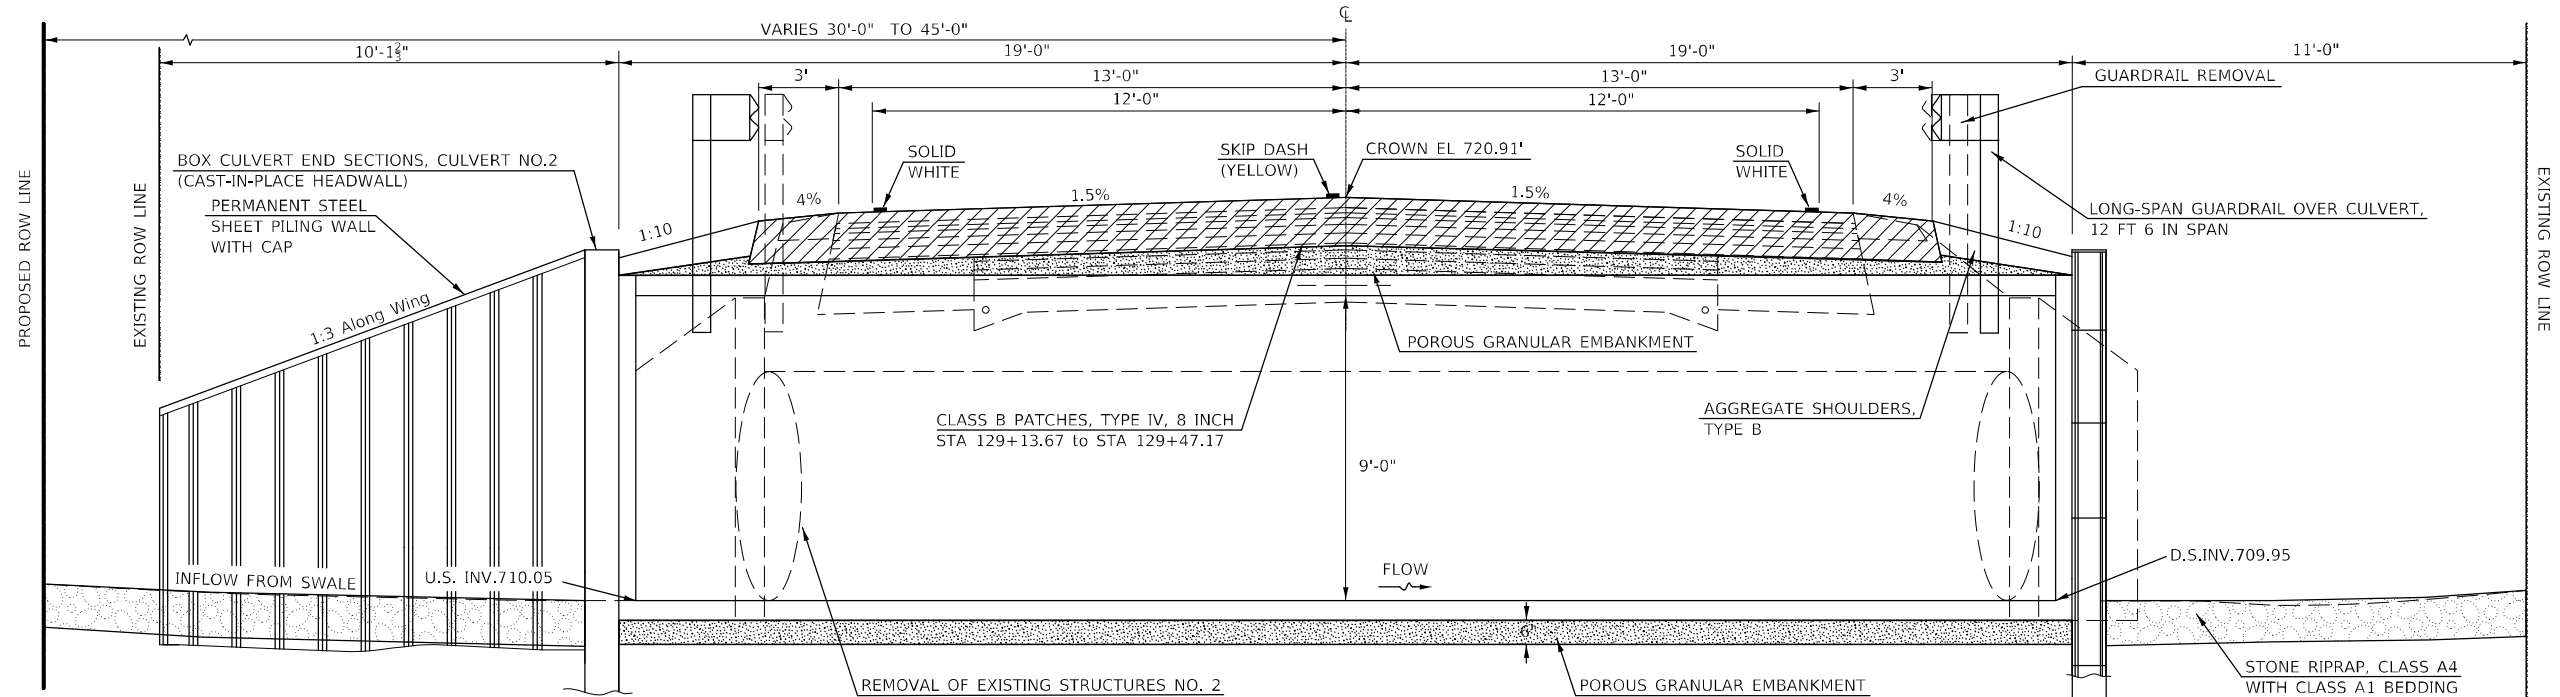 ℄
VARIES 30'-0" TO 45'-0"
10'-1⅔"
19'-0"
19'-0"
11'-0"
3'
13'-0"
13'-0"
3'
GUARDRAIL REMOVAL
12'-0"
12'-0"
BOX CULVERT END SECTIONS, CULVERT NO.2
(CAST-IN-PLACE HEADWALL)
SOLID
WHITE
SKIP DASH
(YELLOW)
CROWN EL 720.91'
SOLID
WHITE
PROPOSED ROW LINE
EXISTING ROW LINE
EXISTING ROW LINE
PERMANENT STEEL
SHEET PILING WALL
WITH CAP
4%
1.5%
1.5%
4%
LONG-SPAN GUARDRAIL OVER CULVERT,
12 FT 6 IN SPAN
1:10
1:10
1:3 Along Wing
POROUS GRANULAR EMBANKMENT
CLASS B PATCHES, TYPE IV, 8 INCH
STA 129+13.67 to STA 129+47.17
AGGREGATE SHOULDERS,
TYPE B
9'-0"
INFLOW FROM SWALE
U.S. INV.710.05
FLOW
D.S.INV.709.95
6"
REMOVAL OF EXISTING STRUCTURES NO. 2
POROUS GRANULAR EMBANKMENT
STONE RIPRAP, CLASS A4
WITH CLASS A1 BEDDING